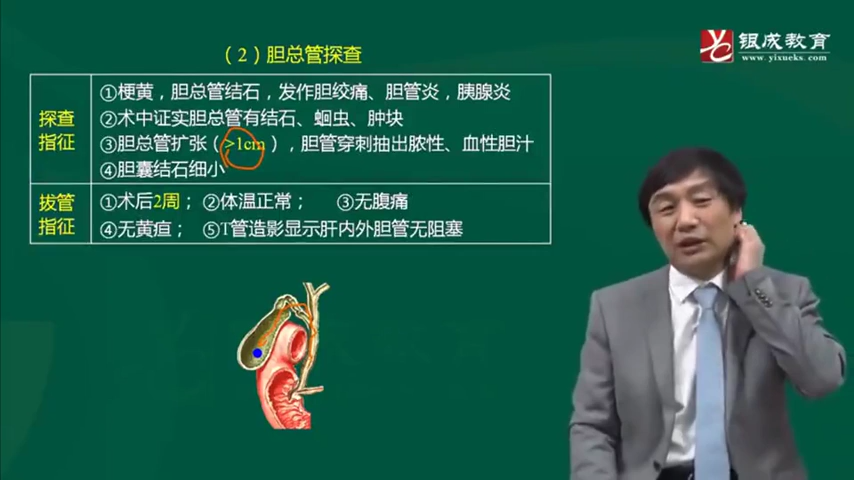 （2）胆总管探查
银成教育
www.yixueks.com
探查
指征
①梗黄，胆总管结石，发作胆绞痛、胆管炎，胰腺炎
②术中证实胆总管有结石、蛔虫、肿块
③胆总管扩张（>1cm），胆管穿刺抽出脓性、血性胆汁
④胆囊结石细小
拔管
指征
①术后2周；②体温正常；③无腹痛
④无黄疸；⑤T管造影显示肝内外胆管无阻塞